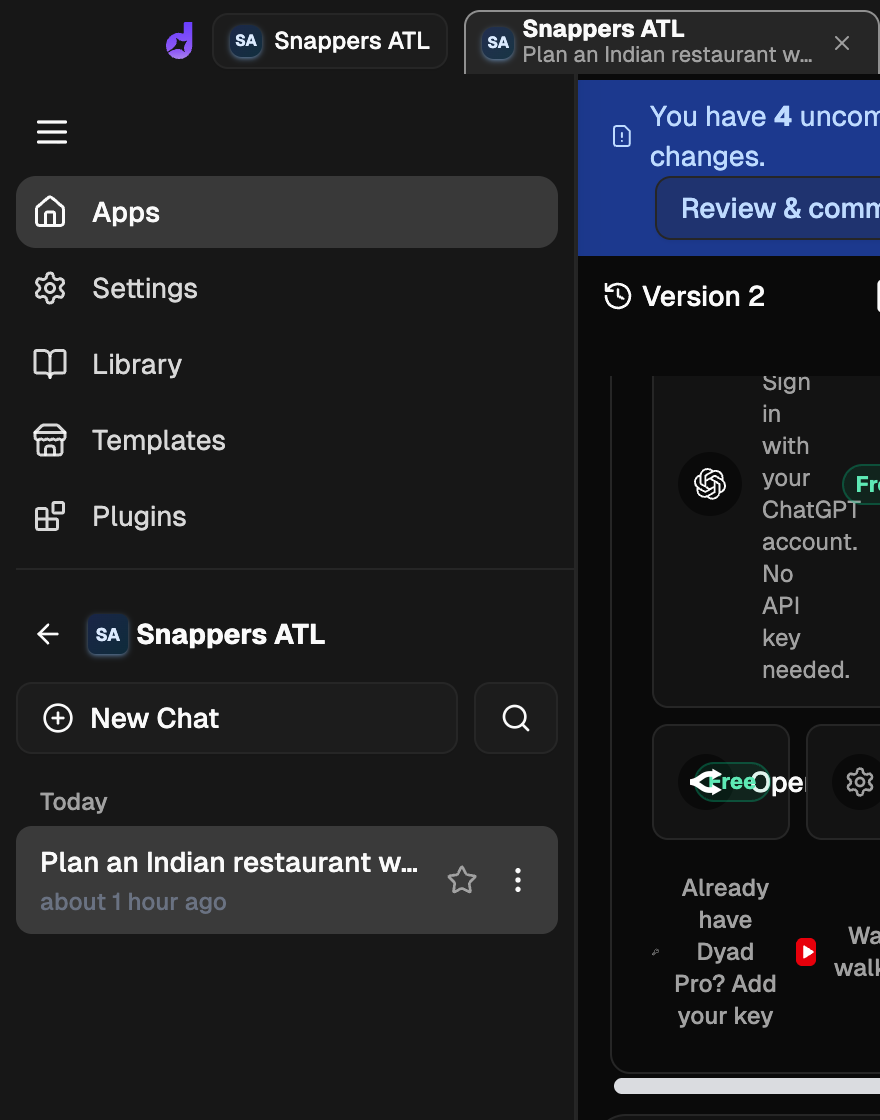 SA Snappers ATL
SA Snappers ATL
Plan an Indian restaurant w...
You have 4 uncom
changes.
Review & comm
Apps
Settings
Library
Templates
Plugins
Version 2
Sign
in
with
your
ChatGPT
account.
No
API
key
needed.
Fre
SA Snappers ATL
New Chat
Free
Ope
Today
Plan an Indian restaurant w...
about 1 hour ago
Already
have
Dyad
Pro? Add
your key
Wa
walk